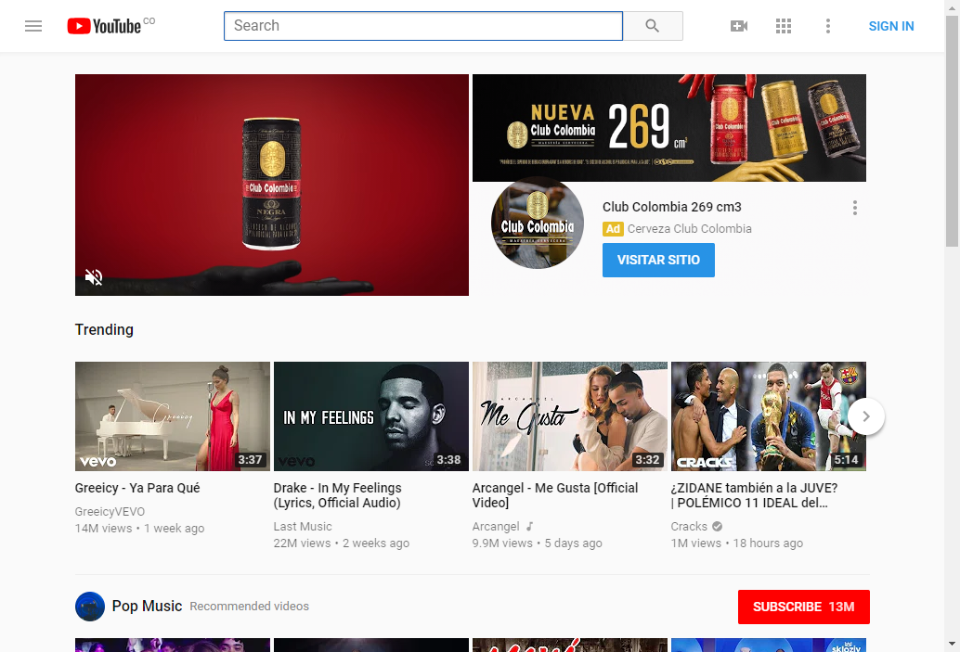 YouTube CO
Search
SIGN IN
Club Colombia
NEGRA
NUEVA
Club Colombia
MAESTRÍA CERVECERA
269 cm³
Club Colombia
Club Colombia 269 cm3
Ad Cerveza Club Colombia
VISITAR SITIO
Trending
Greeicy
vevo
3:37
IN MY FEELINGS
vevo
3:38
ARCANGEL
Me Gusta
3:32
CRACKS
5:14
Greeicy - Ya Para Qué
GreeicyVEVO
14M views • 1 week ago
Drake - In My Feelings
(Lyrics, Official Audio)
Last Music
22M views • 2 weeks ago
Arcangel - Me Gusta [Official
Video]
Arcangel
9.9M views • 5 days ago
¿ZIDANE también a la JUVE?
| POLÉMICO 11 IDEAL del...
Cracks
1M views • 18 hours ago
Pop Music Recommended videos
SUBSCRIBE 13M